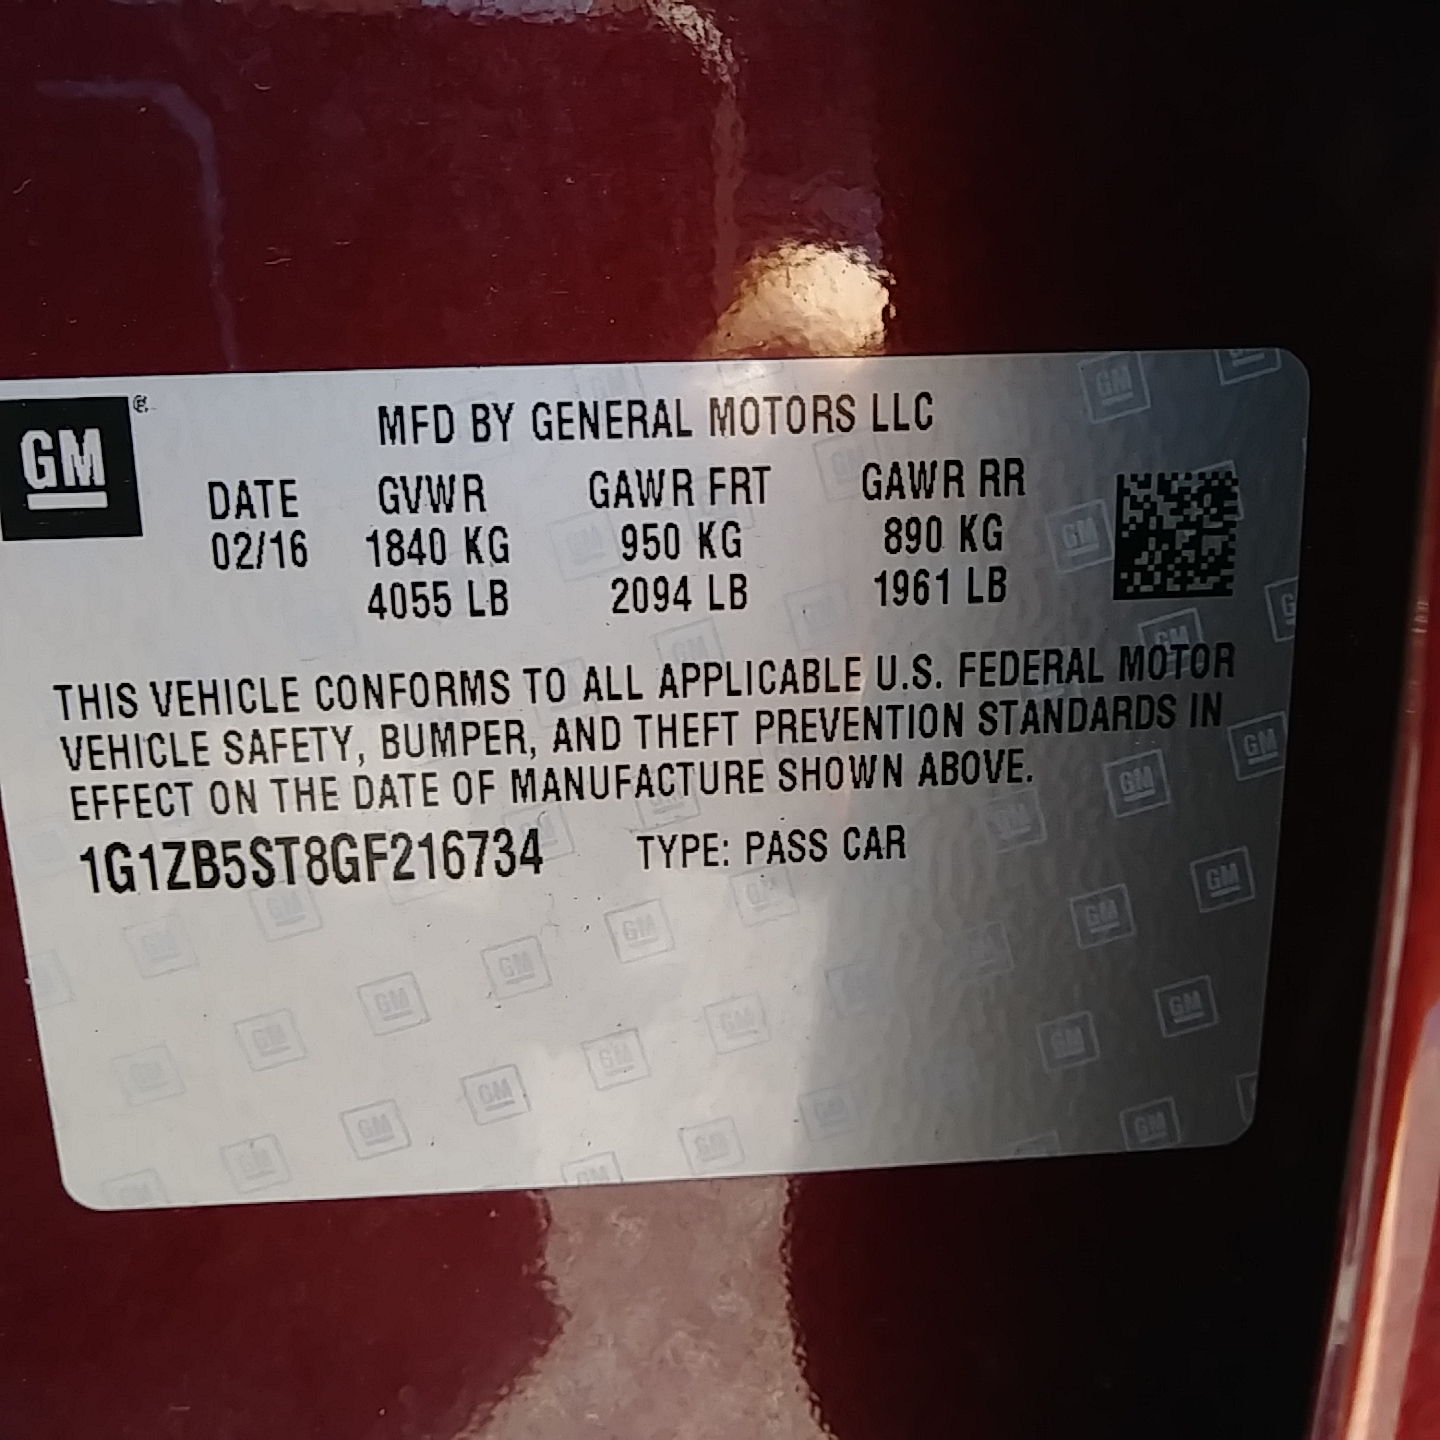 GM
MFD BY GENERAL MOTORS LLC
DATE GVWR GAWR FRT GAWR RR
02/16 1840 KG 950 KG 890 KG
4055 LB 2094 LB 1961 LB
THIS VEHICLE CONFORMS TO ALL APPLICABLE U.S. FEDERAL MOTOR
VEHICLE SAFETY, BUMPER, AND THEFT PREVENTION STANDARDS IN
EFFECT ON THE DATE OF MANUFACTURE SHOWN ABOVE.
1G1ZB5ST8GF216734 TYPE: PASS CAR